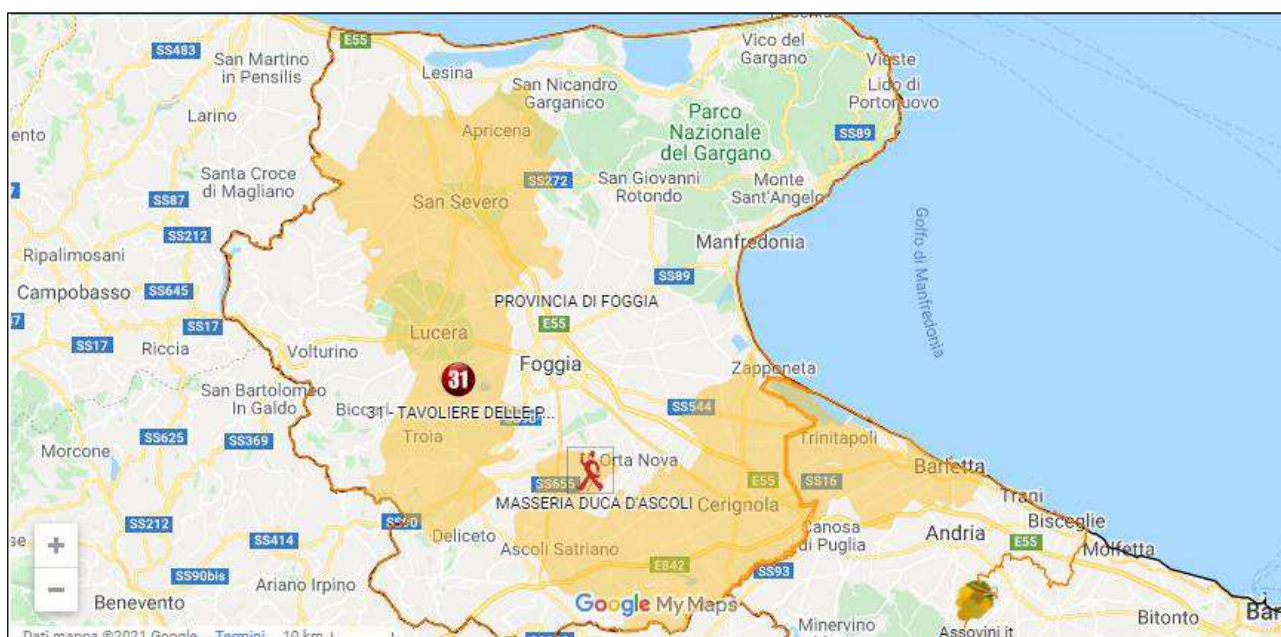 E55
SS483
San Martino
in Pensilis
Lesina
Vico del
Gargano
Vieste
Lido di
Portonuovo
San Nicandro
Garganico
Larino
Apricena
Parco
Nazionale
del Gargano
SS89
Santa Croce
di Magliano
SS272
San Giovanni
Rotondo
Monte
Sant'Angelo
SS87
San Severo
SS212
Ripalimosani
Manfredonia
Golfo di Manfredonia
Campobasso
SS645
SS89
PROVINCIA DI FOGGIA
SS17
SS17
Riccia
Lucera
E55
Volturino
Foggia
Zapponeta
31
San Bartolomeo
In Galdo
31 - TAVOLIERE DELLE P...
SS544
SS625
SS369
Troia
Trinitapoli
Morcone
Orta Nova
Barletta
SS655
E55
SS16
MASSERIA DUCA D'ASCOLI
Cerignola
Trani
SS212
SS90
Canosa
di Puglia
Andria
Bisceglie
SS414
Deliceto
Ascoli Satriano
E55
Molfetta
SS90bis
Ariano Irpino
E842
SS93
Benevento
Google My Maps
Minervino
Assovini.it
Bitonto
Dati mappa ©2021 Google
Termini
10 km